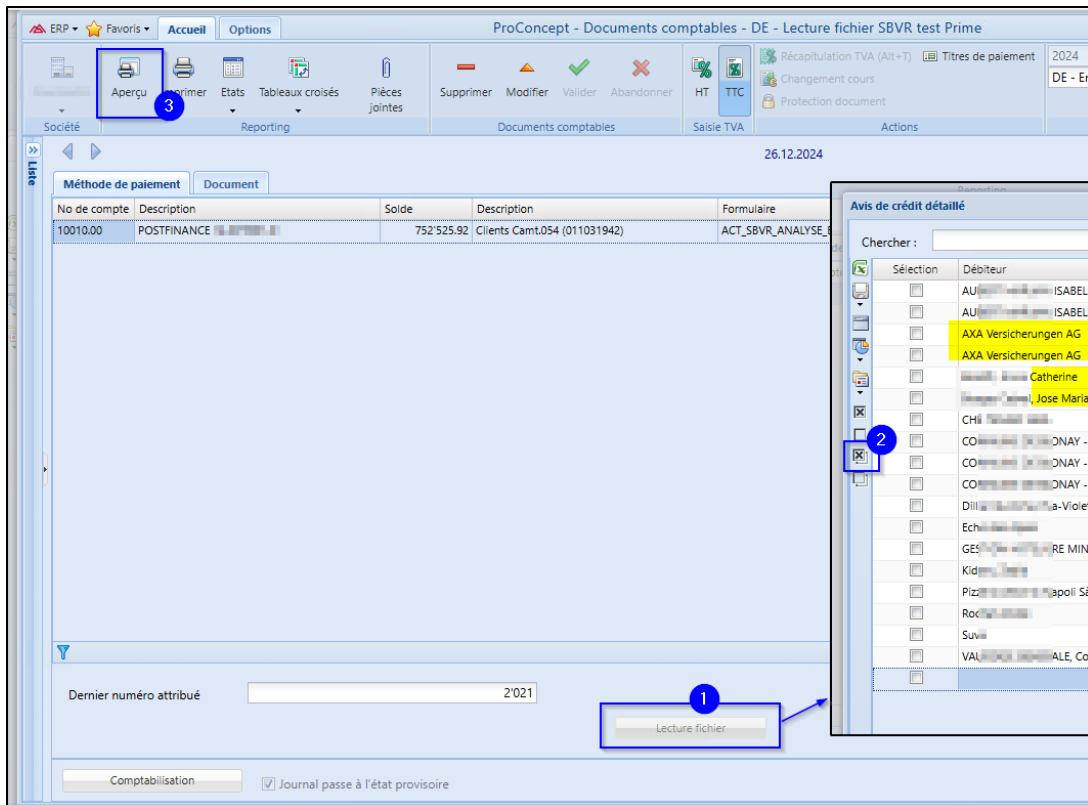 ERP Favoris Accueil Options
ProConcept - Documents comptables - DE - Lecture fichier SBVR test Prime
Aperçu
Imprimer
Etats
Tableaux croisés
Pièces jointes
Supprimer
Modifier
Valider
Abandonner
HT
TTC
Récapitulation TVA (Alt+T)
Changement cours
Protection document
Titres de paiement
2024
3
Société
Reporting
Documents comptables
Saisie TVA
Actions
Liste
26.12.2024
Méthode de paiement Document
No de compte Description Solde Description Formulaire
10010.00 POSTFINANCE 752'525.92 Clients Camt.054 (011031942) ACT_SBVR_ANALYSE_
Reporting
Avis de crédit détaillé
Chercher :
Sélection Débiteur
AU ISABEL
AU ISABEL
AXA Versicherungen AG
AXA Versicherungen AG
Catherine
, Jose Maria
CH
2
CO ONAY -
CO ONAY -
CO ONAY -
Dill a-Violet
Ech
GES RE MIN
Kid
Pizz apoli
Ro
Suva
VAL ALE, Co
Dernier numéro attribué 2'021
1
Lecture fichier
Comptabilisation
Journal passe à l'état provisoire